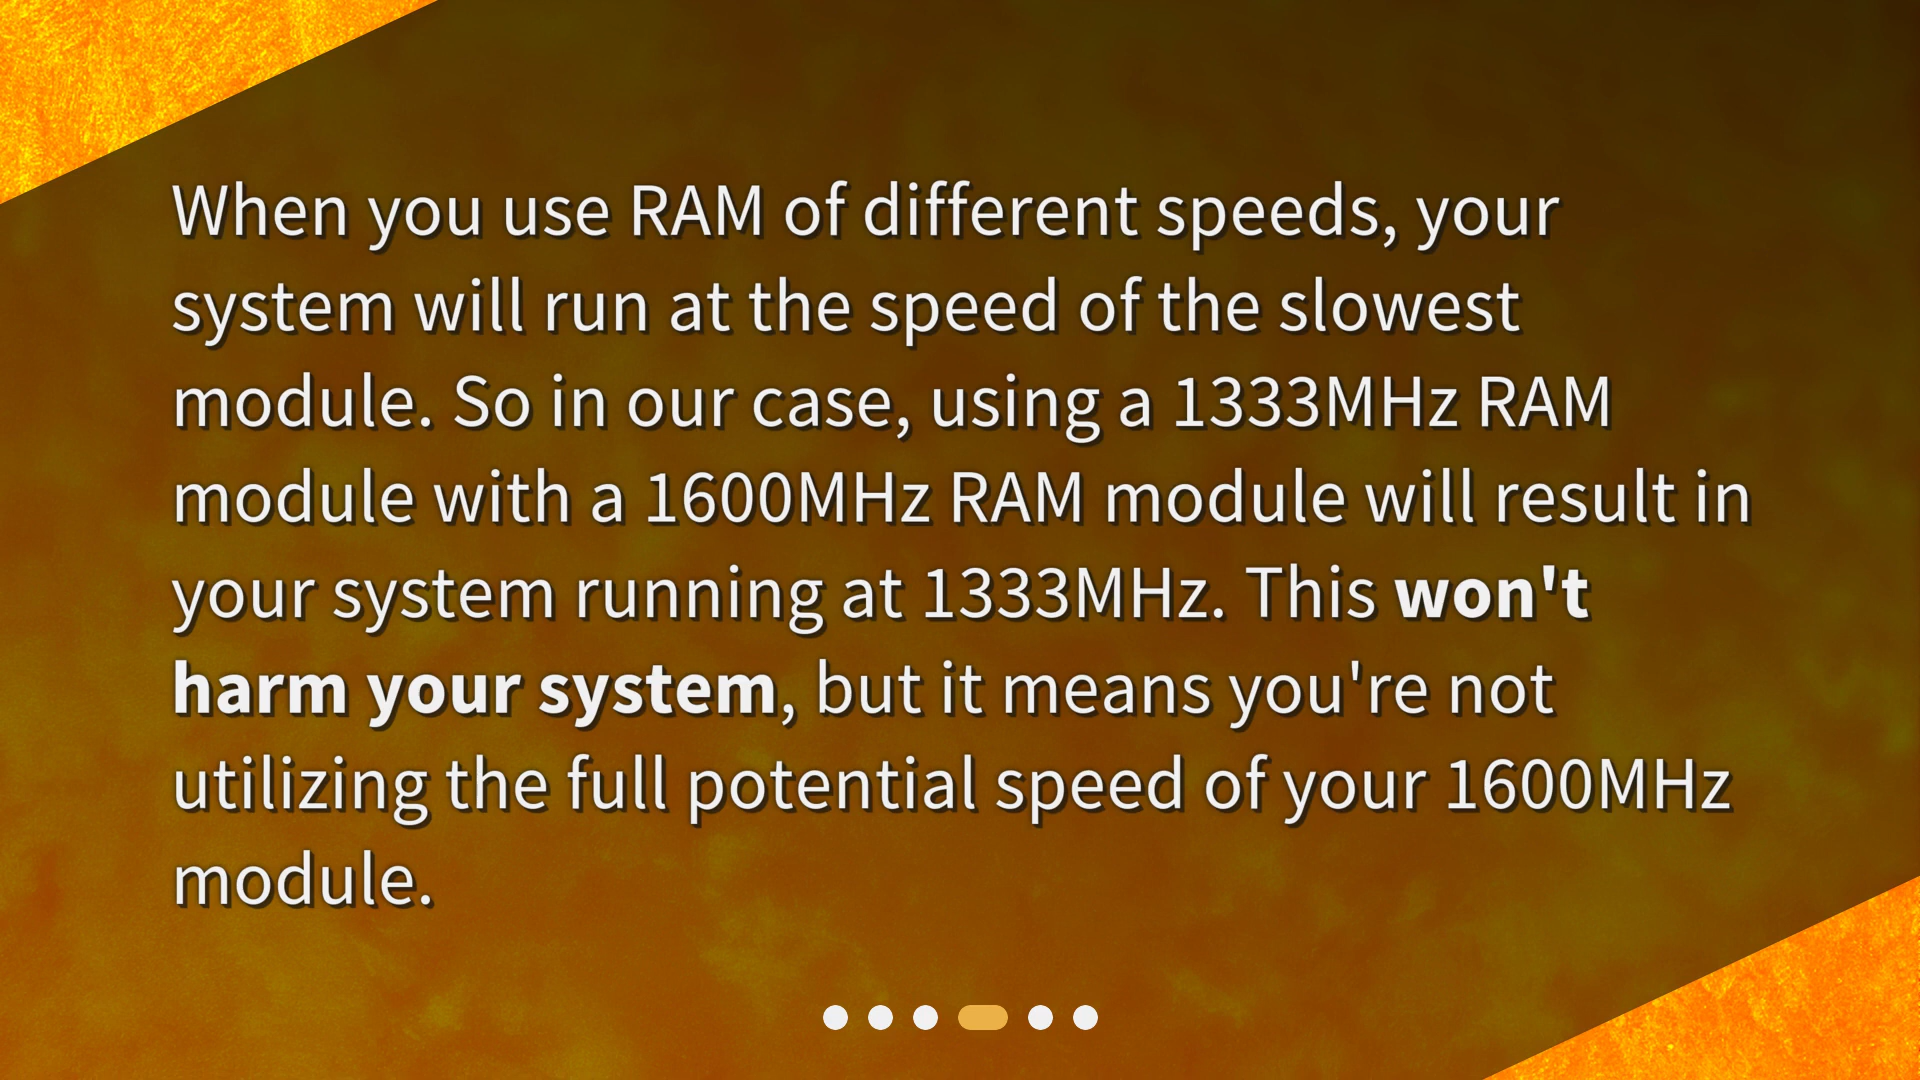 When you use RAM of different speeds, your
system will run at the speed of the slowest
module. So in our case, using a 1333MHz RAM
module with a 1600MHz RAM module will result in
your system running at 1333MHz. This won't
harm your system, but it means you're not
utilizing the full potential speed of your 1600MHz
module.